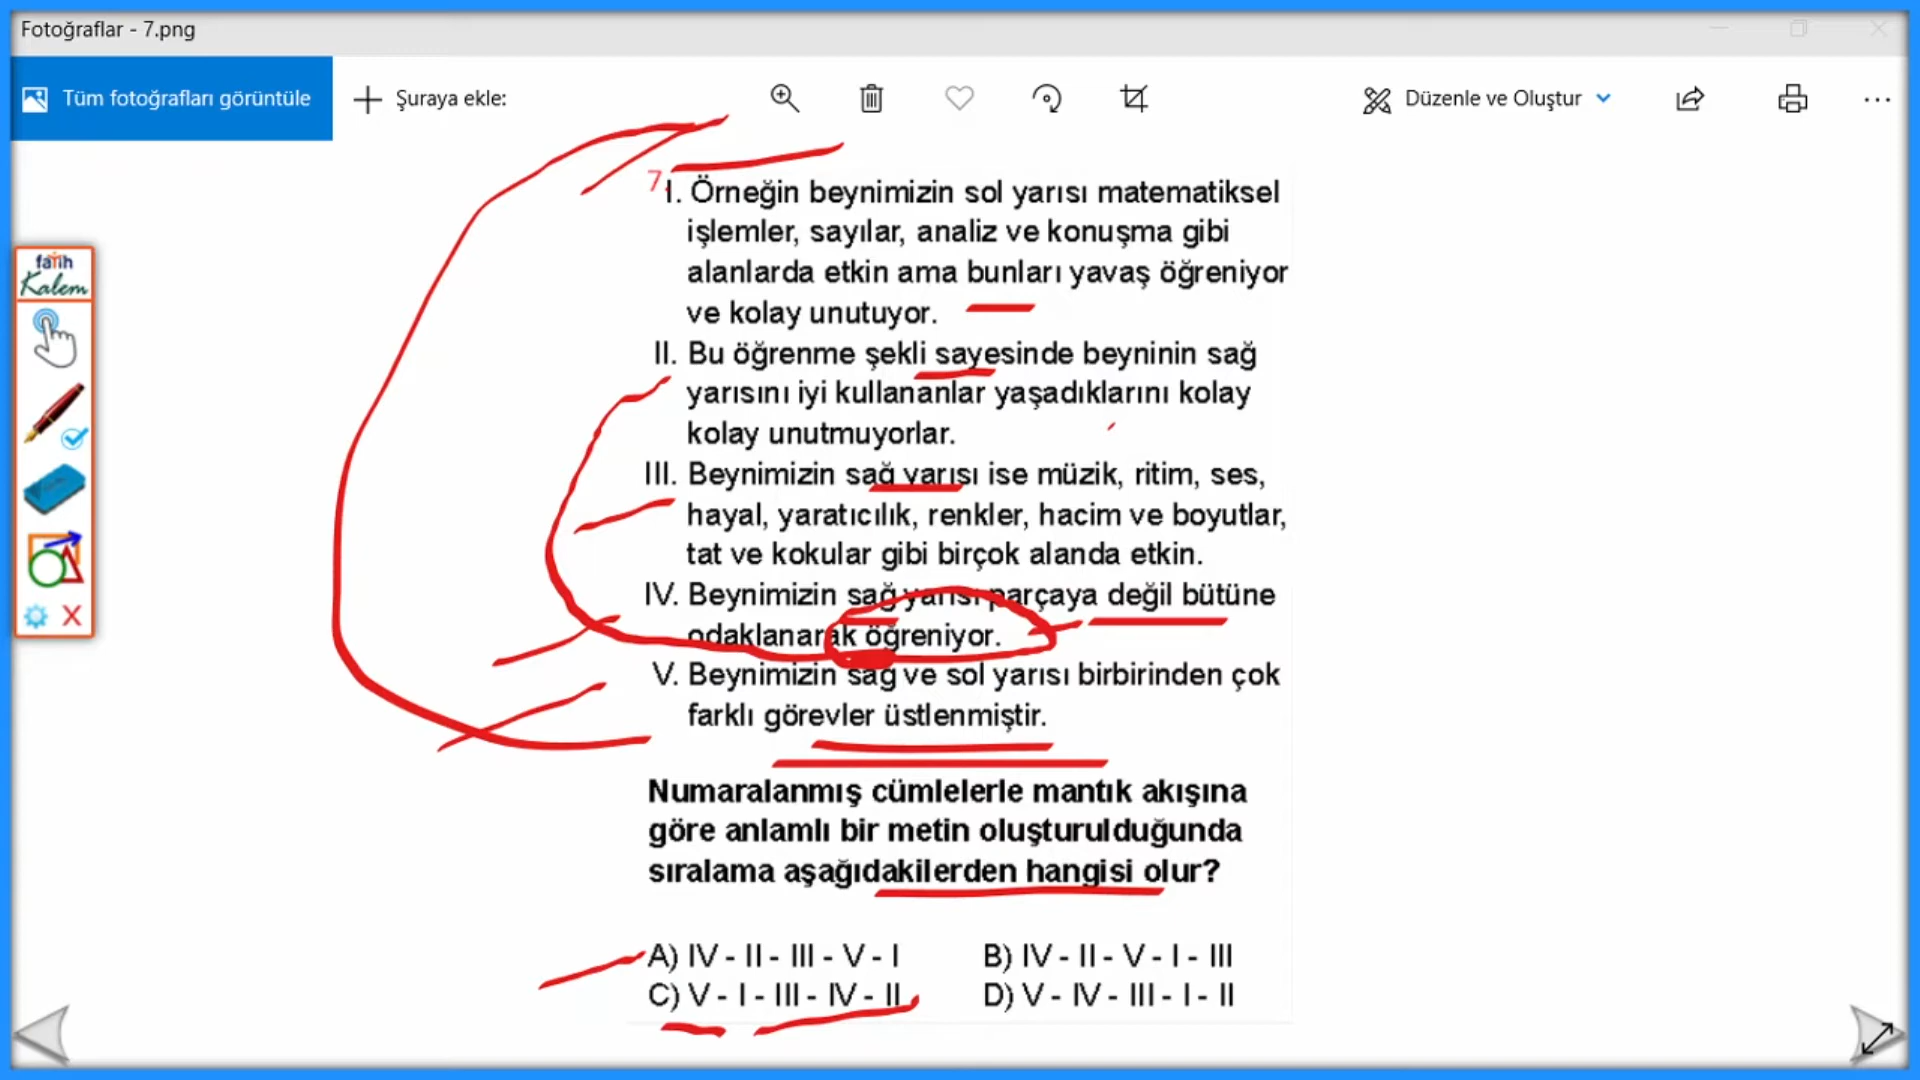 Fotoğraflar - 7.png
Tüm fotoğrafları görüntüle
Şuraya ekle:
Düzenle ve Oluştur
fatih
Kalem
7.
I. Örneğin beynimizin sol yarısı matematiksel
işlemler, sayılar, analiz ve konuşma gibi
alanlarda etkin ama bunları yavaş öğreniyor
ve kolay unutuyor.
II. Bu öğrenme şekli sayesinde beyninin sağ
yarısını iyi kullananlar yaşadıklarını kolay
kolay unutmuyorlar.
III. Beynimizin sağ yarısı ise müzik, ritim, ses,
hayal, yaratıcılık, renkler, hacim ve boyutlar,
tat ve kokular gibi birçok alanda etkin.
IV. Beynimizin sağ yarısı parçaya değil bütüne
odaklanarak öğreniyor.
V. Beynimizin sağ ve sol yarısı birbirinden çok
farklı görevler üstlenmiştir.
Numaralanmış cümlelerle mantık akışına
göre anlamlı bir metin oluşturulduğunda
sıralama aşağıdakilerden hangisi olur?
A) IV - II - III - V - I
B) IV - II - V - I - III
C) V - I - III - IV - II
D) V - IV - III - I - II